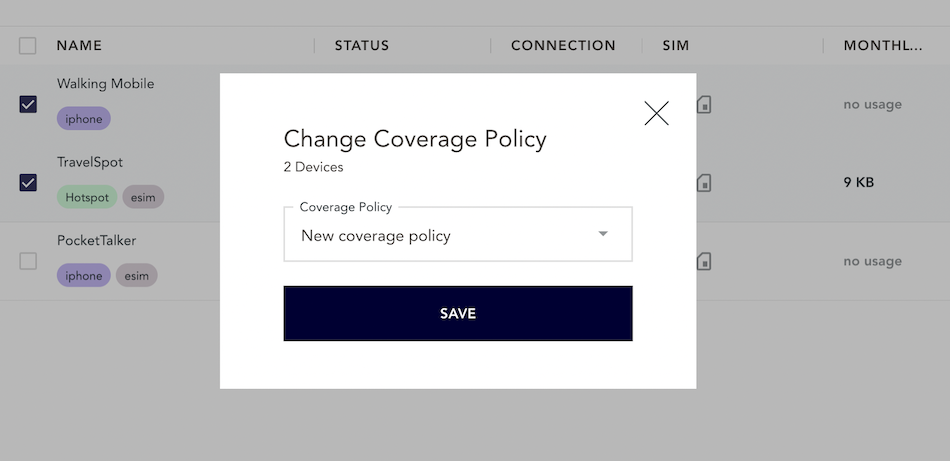 NAME STATUS CONNECTION SIM MONTHL...
Walking Mobile
iphone
no usage
TravelSpot
Hotspot esim
9 KB
PocketTalker
iphone esim
no usage
Change Coverage Policy
2 Devices
Coverage Policy
New coverage policy
SAVE